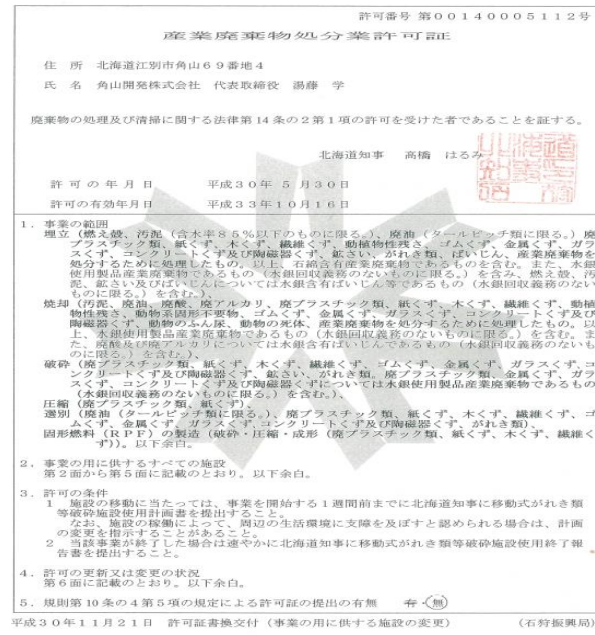 許可番号 第００１４０００５１１２号
産業廃棄物処分業許可証
住 所 北海道江別市角山６９番地４
氏 名 角山開発株式会社 代表取締役 湯藤 学
廃棄物の処理及び清掃に関する法律第14条の2第1項の許可を受けた者であることを証する。
北海道知事 高橋 はるみ
許可の年月日 平成３０年 ５月３０日
許可の有効年月日 平成３３年１０月１６日
1．事業の範囲
埋立（燃え殻、汚泥（含水率８５％以下のものに限る。）、廃油（タールピッチ類に限る。）廃
プラスチック類、紙くず、木くず、繊維くず、動植物性残さ、ゴムくず、金属くず、ガラ
スくず、コンクリートくず及び陶磁器くず、鉱さい、がれき類、ばいじん、産業廃棄物を
処分するために処理したもの。以上、石綿含有産業廃棄物であるものを含む。また、水銀
使用製品産業廃棄物であるもの（水銀回収義務のないものに限る。）を含み、燃え殻、汚
泥、鉱さい及びばいじんについては水銀含有ばいじん等であるもの（水銀回収義務のない
ものに限る。）を含む。）、
焼却（汚泥、廃油、廃酸、廃アルカリ、廃プラスチック類、紙くず、木くず、繊維くず、動植
物性残さ、動物系固形不要物、ゴムくず、金属くず、ガラスくず、コンクリートくず及び
陶磁器くず、動物のふん尿、動物の死体、産業廃棄物を処分するために処理したもの。以
上、水銀使用製品産業廃棄物であるもの（水銀回収義務のないものに限る。）を含む。ま
た、廃酸及び廃アルカリについては水銀含有ばいじんであるもの（水銀回収義務のないも
のに限る。）を含む。）、
破砕（廃プラスチック類、紙くず、木くず、繊維くず、ゴムくず、金属くず、ガラスくず、コ
ンクリートくず及び陶磁器くず、鉱さい、がれき類、廃プラスチック類、金属くず、ガラ
スくず、コンクリートくず及び陶磁器くずについては水銀使用製品産業廃棄物であるもの
（水銀回収義務のないものに限る。）を含む。）、
圧縮（廃プラスチック類、紙くず）、
選別（廃油（タールピッチ類に限る。）、廃プラスチック類、紙くず、木くず、繊維くず、ゴ
ムくず、金属くず、ガラスくず、コンクリートくず及び陶磁器くず、がれき類）、
固形燃料（ＲＰＦ）の製造（破砕・圧縮・成形（廃プラスチック類、紙くず、木くず、繊維く
ず））。以下余白。
2．事業の用に供するすべての施設
第２面から第５面に記載のとおり。以下余白。
3．許可の条件
1 施設の移動に当たっては、事業を開始する１週間前までに北海道知事に移動式がれき類
等破砕施設使用計画書を提出すること。
なお、施設の稼働によって、周辺の生活環境に支障を及ぼすと認められる場合は、計画
の変更を指示することがあること。
2 当該事業が終了した場合は速やかに北海道知事に移動式がれき類等破砕施設使用終了報
告書を提出すること。
4．許可の更新又は変更の状況
第６面に記載のとおり。以下余白。
5．規則第10条の４第５項の規定による許可証の提出の有無 有・無
平成３０年１１月２１日 許可証書換交付（事業の用に供する施設の変更） （石狩振興局）